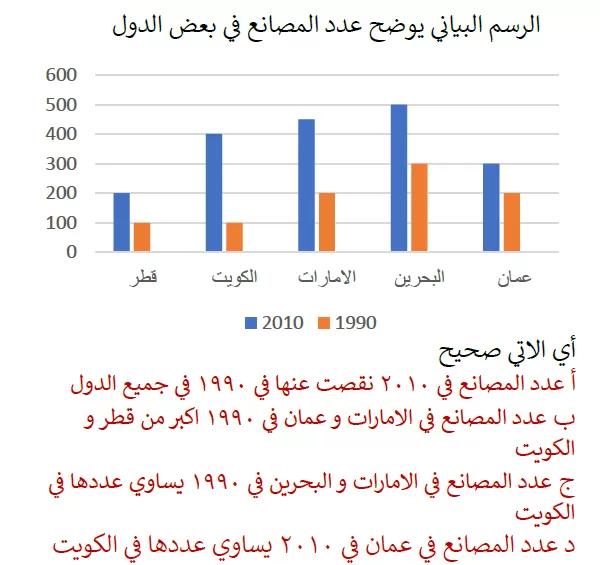 الرسم البياني يوضح عدد المصانع في بعض الدول
600
500
400
300
200
100
0
قطر الكويت الامارات البحرين عمان
2010 1990
أي الاتي صحيح
أ عدد المصانع في ٢٠١٠ نقصت عنها في ١٩٩٠ في جميع الدول
ب عدد المصانع في الامارات و عمان في ١٩٩٠ اكبر من قطر و
الكويت
ج عدد المصانع في الامارات و البحرين في ١٩٩٠ يساوي عددها في
الكويت
د عدد المصانع في عمان في ٢٠١٠ يساوي عددها في الكويت